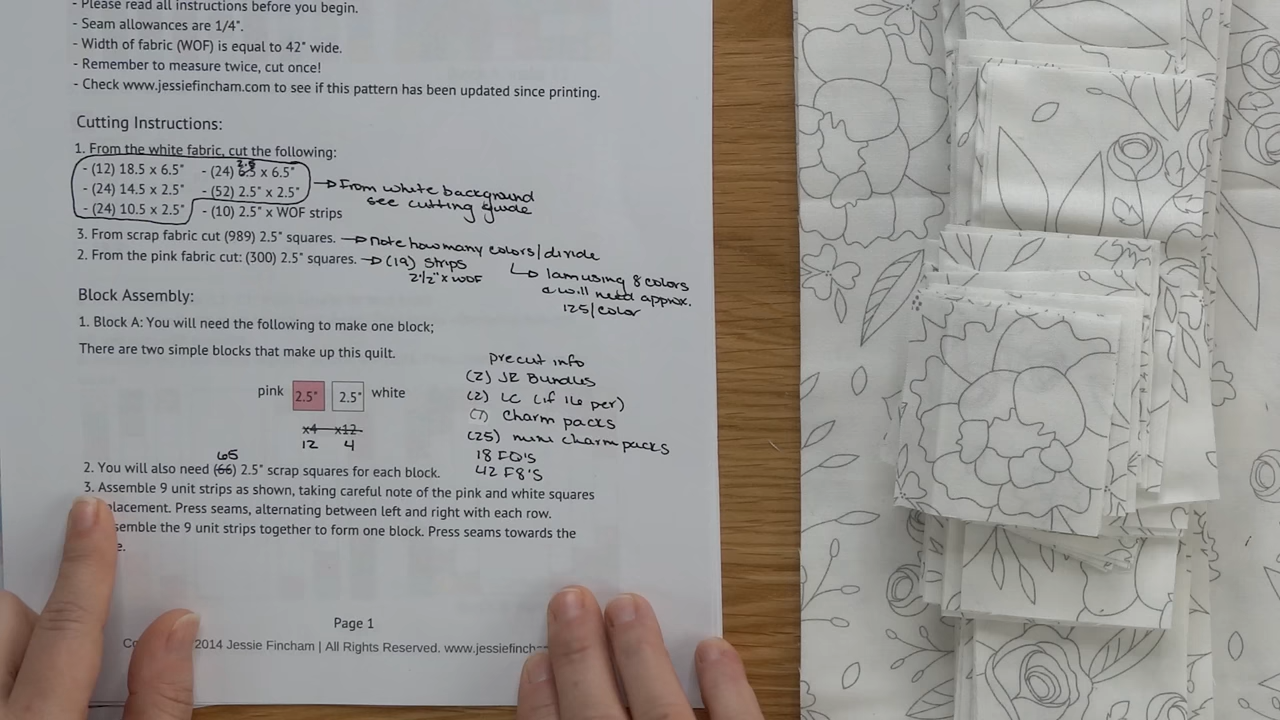 - Please read all instructions before you begin.
- Seam allowances are 1/4".
- Width of fabric (WOF) is equal to 42" wide.
- Remember to measure twice, cut once!
- Check www.jessiefincham.com to see if this pattern has been updated since printing.
Cutting Instructions:
1. From the white fabric, cut the following:
- (12) 18.5 x 6.5" - (24) 2.5 x 6.5"
- (24) 14.5 x 2.5" - (52) 2.5" x 2.5"
- (24) 10.5 x 2.5" - (10) 2.5" x WOF strips
→ From white background
see cutting guide
3. From scrap fabric cut (989) 2.5" squares. → note how many colors/divide
2. From the pink fabric cut: (300) 2.5" squares. → (19) strips
2 1/2" x WOF
↳ I am using 8 colors
& will need approx.
125/color
Block Assembly:
1. Block A: You will need the following to make one block;
There are two simple blocks that make up this quilt.
pink 2.5" 2.5" white
x4 x12
12 4
precut info
(2) JR Bundles
(2) LC (if 16 per)
(7) Charm packs
(25) mini charm packs
18 FQ'S
42 F8'S
65
2. You will also need (66) 2.5" scrap squares for each block.
3. Assemble 9 unit strips as shown, taking careful note of the pink and white squares
placement. Press seams, alternating between left and right with each row.
semble the 9 unit strips together to form one block. Press seams towards the
e.
Page 1
Co 2014 Jessie Fincham | All Rights Reserved. www.jessiefinch